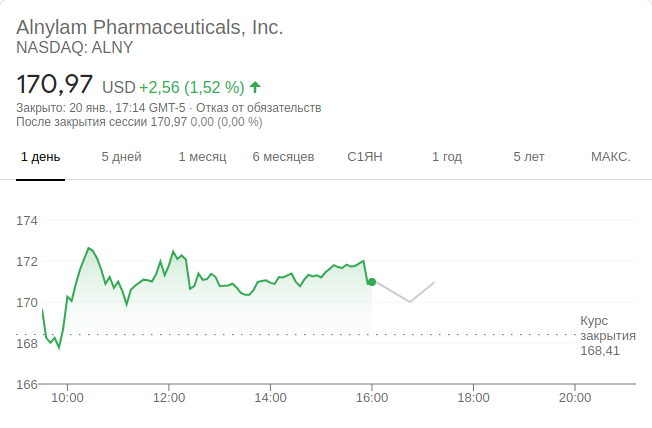 Alnylam Pharmaceuticals, Inc.
NASDAQ: ALNY
170,97 USD +2,56 (1,52 %)
Закрыто: 20 янв., 17:14 GMT-5 · Отказ от обязательств
После закрытия сессии 170,97 0,00 (0,00 %)
1 день 5 дней 1 месяц 6 месяцев С1ЯН 1 год 5 лет МАКС.
174
172
170
Курс
закрытия
168,41
168
166
10:00 12:00 14:00 16:00 18:00 20:00